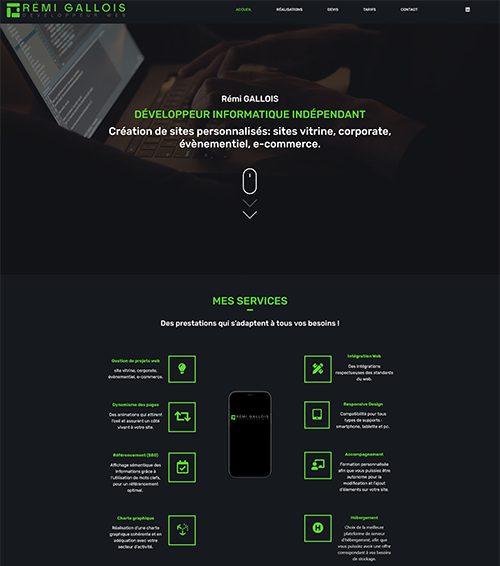 RÉMI GALLOIS
DÉVELOPPEUR WEB
ACCUEIL
RÉALISATIONS
DEVIS
TARIFS
CONTACT
Rémi GALLOIS
DÉVELOPPEUR INFORMATIQUE INDÉPENDANT
Création de sites personnalisés: sites vitrine, corporate,
évènementiel, e-commerce.
MES SERVICES
Des prestations qui s'adaptent à tous vos besoins !
Gestion de projets web
site vitrine, corporate,
évènementiel, e-commerce.
Dynamisme des pages
Des animations qui attirent
l'oeil et assurent un côté
vivant à votre site.
Référencement (SEO)
Affichage sémantique des
informations grâce à
l'utilisation de mots clefs,
pour un référencement
optimal.
Charte graphique
Réalisation d'une charte
graphique cohérente et en
adéquation avec votre
secteur d'activité.
RÉMI GALLOIS
Intégration Web
Des intégrations
respectueuses des standards
du web.
Responsive Design
Compatibilité pour tous
types de supports :
smartphone, tablette et pc.
Accompagnement
Formation personnalisée
afin que vous puissiez être
autonome pour la
modification et l'ajout
d'éléments sur votre site.
Hébergement
Choix de la meilleure
plateforme de serveur
d'hébergement, afin que
vous puissiez avoir une offre
correspondant à vos besoins
de stockage.